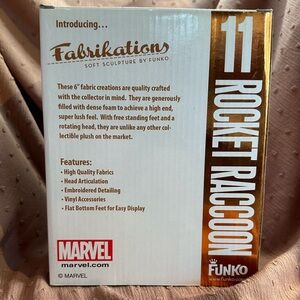 Introducing...
Fabrikations
SOFT SCULPTURE BY FUNKO
These 6" fabric creations are quality crafted
with the collector in mind. They are generously
filled with dense foam to achieve a high end,
super lush feel. With free standing feet and a
rotating head, they are unlike any other col-
lectible plush on the market.
Features:
• High Quality Fabrics
• Head Articulation
• Embroidered Detailing
• Vinyl Accessories
• Flat Bottom Feet for Easy Display
MARVEL
marvel.com
© MARVEL
11 ROCKET RACCOON
FUNKO